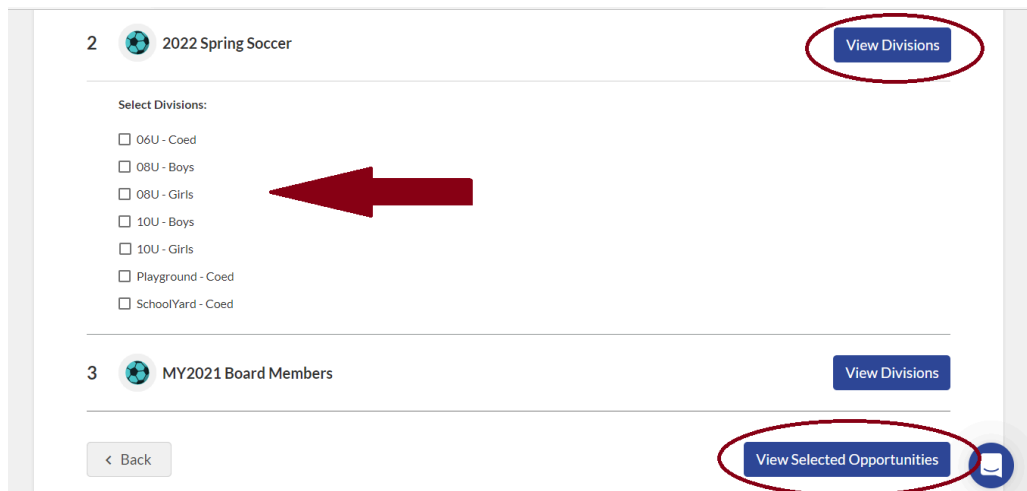 2 2022 Spring Soccer View Divisions
Select Divisions:
06U - Coed
08U - Boys
08U - Girls
10U - Boys
10U - Girls
Playground - Coed
SchoolYard - Coed
3 MY2021 Board Members View Divisions
< Back View Selected Opportunities